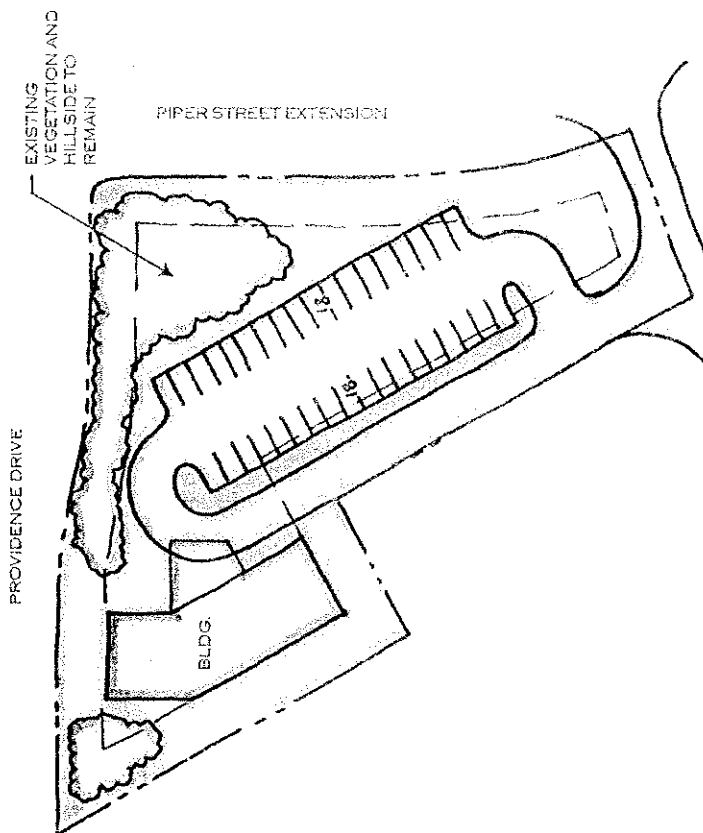 EXISTING
VEGETATION AND
HILLSIDE TO
REMAIN
PIPER STREET EXTENSION
PROVIDENCE DRIVE
18'
18'
BLDG.